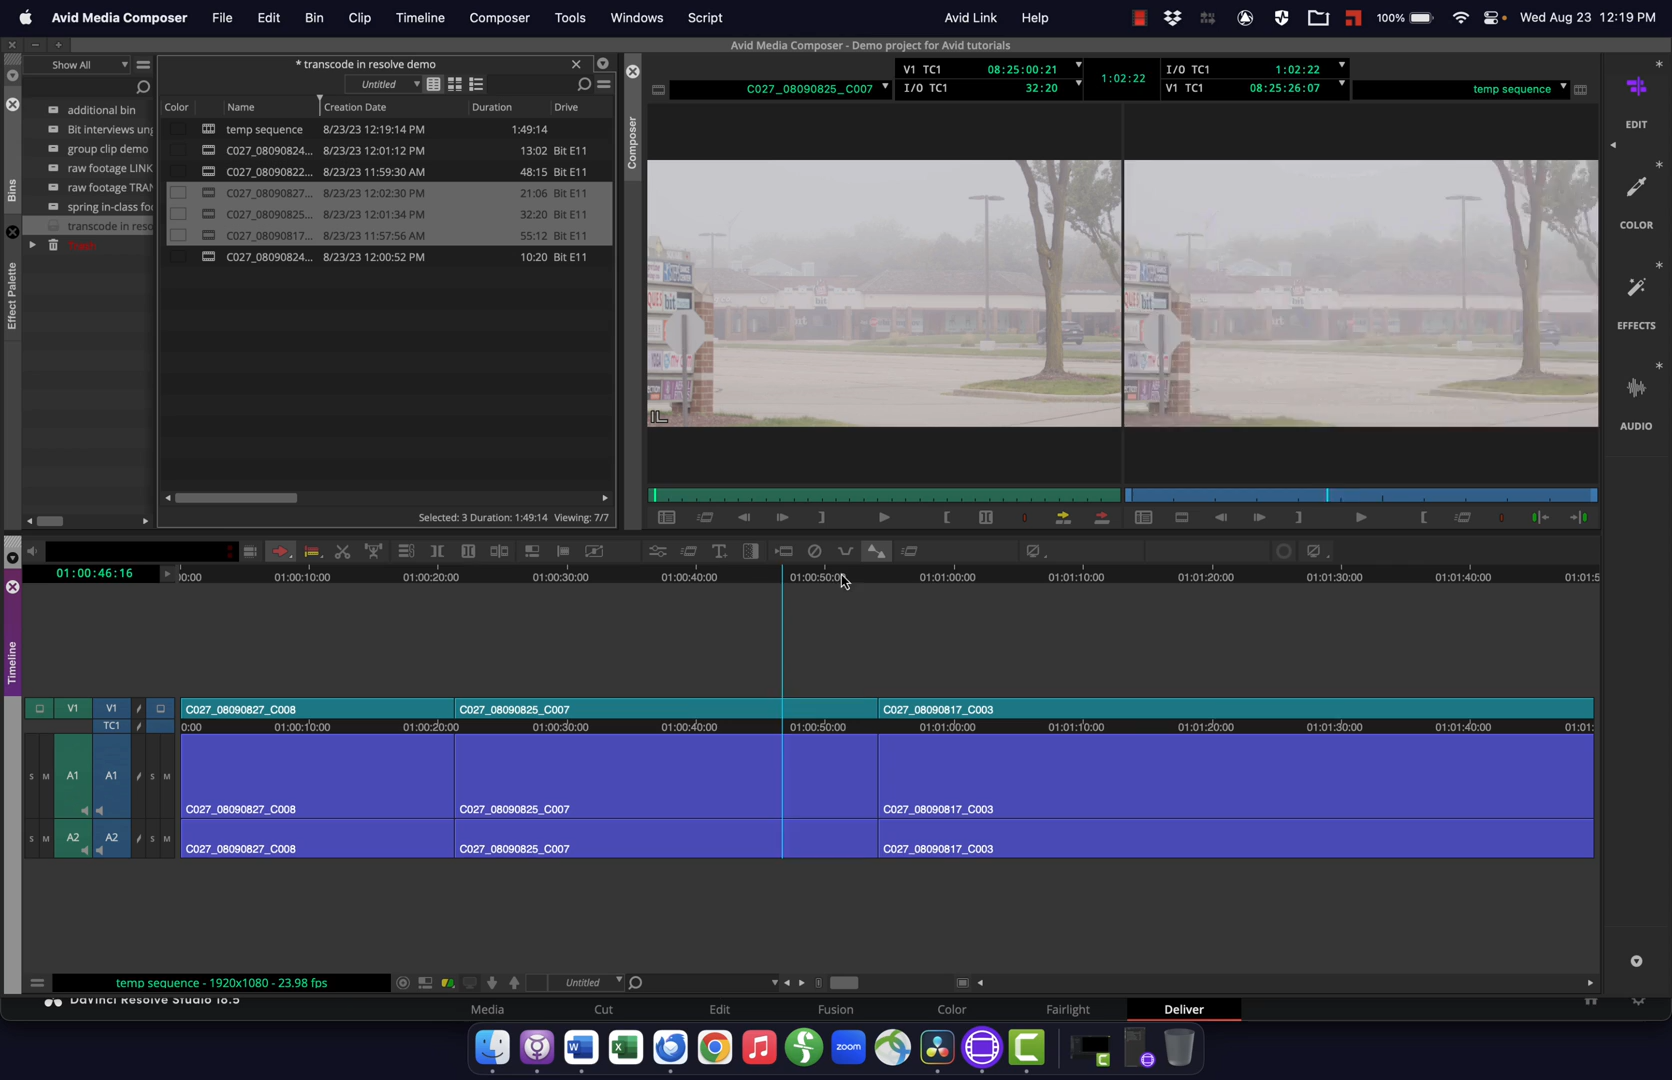 Avid Media Composer File Edit Bin Clip Timeline Composer Tools Windows Script Avid Link Help 100% Wed Aug 23 12:19 PM
Avid Media Composer - Demo project for Avid tutorials
Show All
* transcode in resolve demo
Untitled
V1 TC1 08:25:00:21
I/O TC1 32:20
1:02:22
I/O TC1 1:02:22
V1 TC1 08:25:26:07
C027_08090825_C007
temp sequence
Color Name Creation Date Duration Drive
temp sequence 8/23/23 12:19:14 PM 1:49:14
C027_08090824... 8/23/23 12:01:12 PM 13:02 Bit E11
C027_08090822... 8/23/23 11:59:30 AM 48:15 Bit E11
C027_08090827... 8/23/23 12:02:30 PM 21:06 Bit E11
C027_08090825... 8/23/23 12:01:34 PM 32:20 Bit E11
C027_08090817... 8/23/23 11:57:56 AM 55:12 Bit E11
C027_08090824... 8/23/23 12:00:52 PM 10:20 Bit E11
additional bin
Bit interviews ung
group clip demo
raw footage LINK
raw footage TRAN
spring in-class foo
transcode in reso
Trash
Bins
Effect Palette
Composer
bit
bit
Selected: 3 Duration: 1:49:14 Viewing: 7/7
EDIT
COLOR
EFFECTS
AUDIO
01:00:46:16
0:00 01:00:10:00 01:00:20:00 01:00:30:00 01:00:40:00 01:00:50:00 01:01:00:00 01:01:10:00 01:01:20:00 01:01:30:00 01:01:40:00 01:01:5
Timeline
V1 V1 C027_08090827_C008 C027_08090825_C007 C027_08090817_C003
TC1 0:00 01:00:10:00 01:00:20:00 01:00:30:00 01:00:40:00 01:00:50:00 01:01:00:00 01:01:10:00 01:01:20:00 01:01:30:00 01:01:40:00 01:01:
S M A1 A1 S M
C027_08090827_C008 C027_08090825_C007 C027_08090817_C003
S M A2 A2 S M
C027_08090827_C008 C027_08090825_C007 C027_08090817_C003
temp sequence - 1920x1080 - 23.98 fps
Untitled
DaVinci Resolve Studio 18.5
Media Cut Edit Fusion Color Fairlight Deliver
zoom